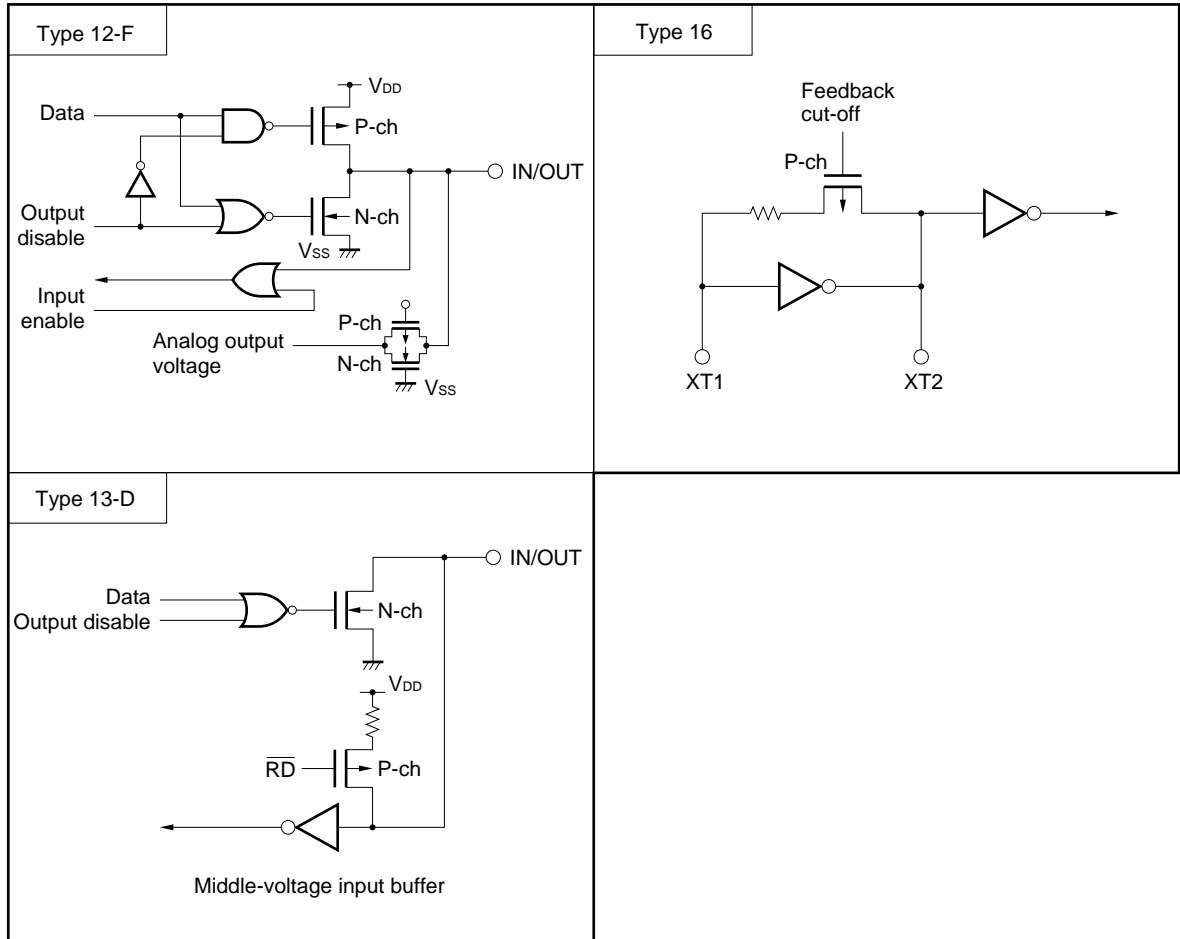 Type 12-F
VDD
Data
P-ch
IN/OUT
Output
disable
N-ch
VSS
Input
enable
P-ch
Analog output
voltage
N-ch
VSS
Type 16
Feedback
cut-off
P-ch
XT1
XT2
Type 13-D
IN/OUT
Data
Output disable
N-ch
VDD
RD
P-ch
Middle-voltage input buffer